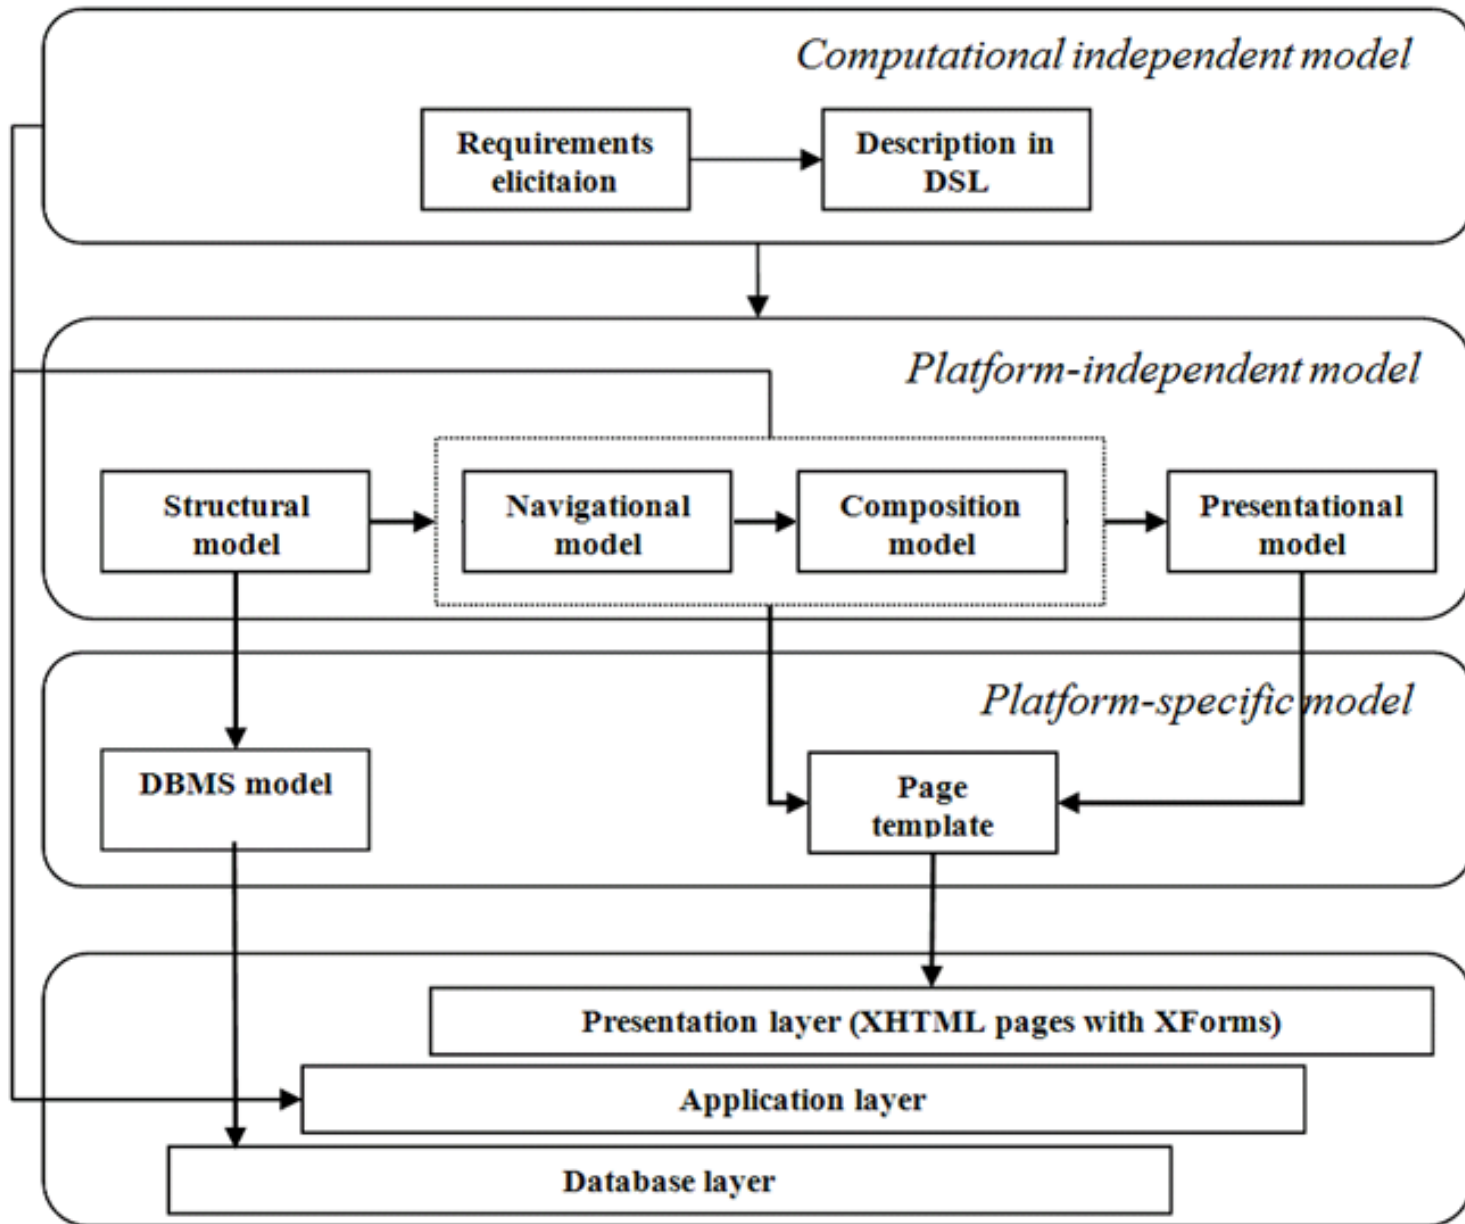 Computational independent model
Requirements
elicitaion
Description in
DSL
Platform-independent model
Structural
model
Navigational
model
Composition
model
Presentational
model
Platform-specific model
DBMS model
Page
template
Presentation layer (XHTML pages with XForms)
Application layer
Database layer